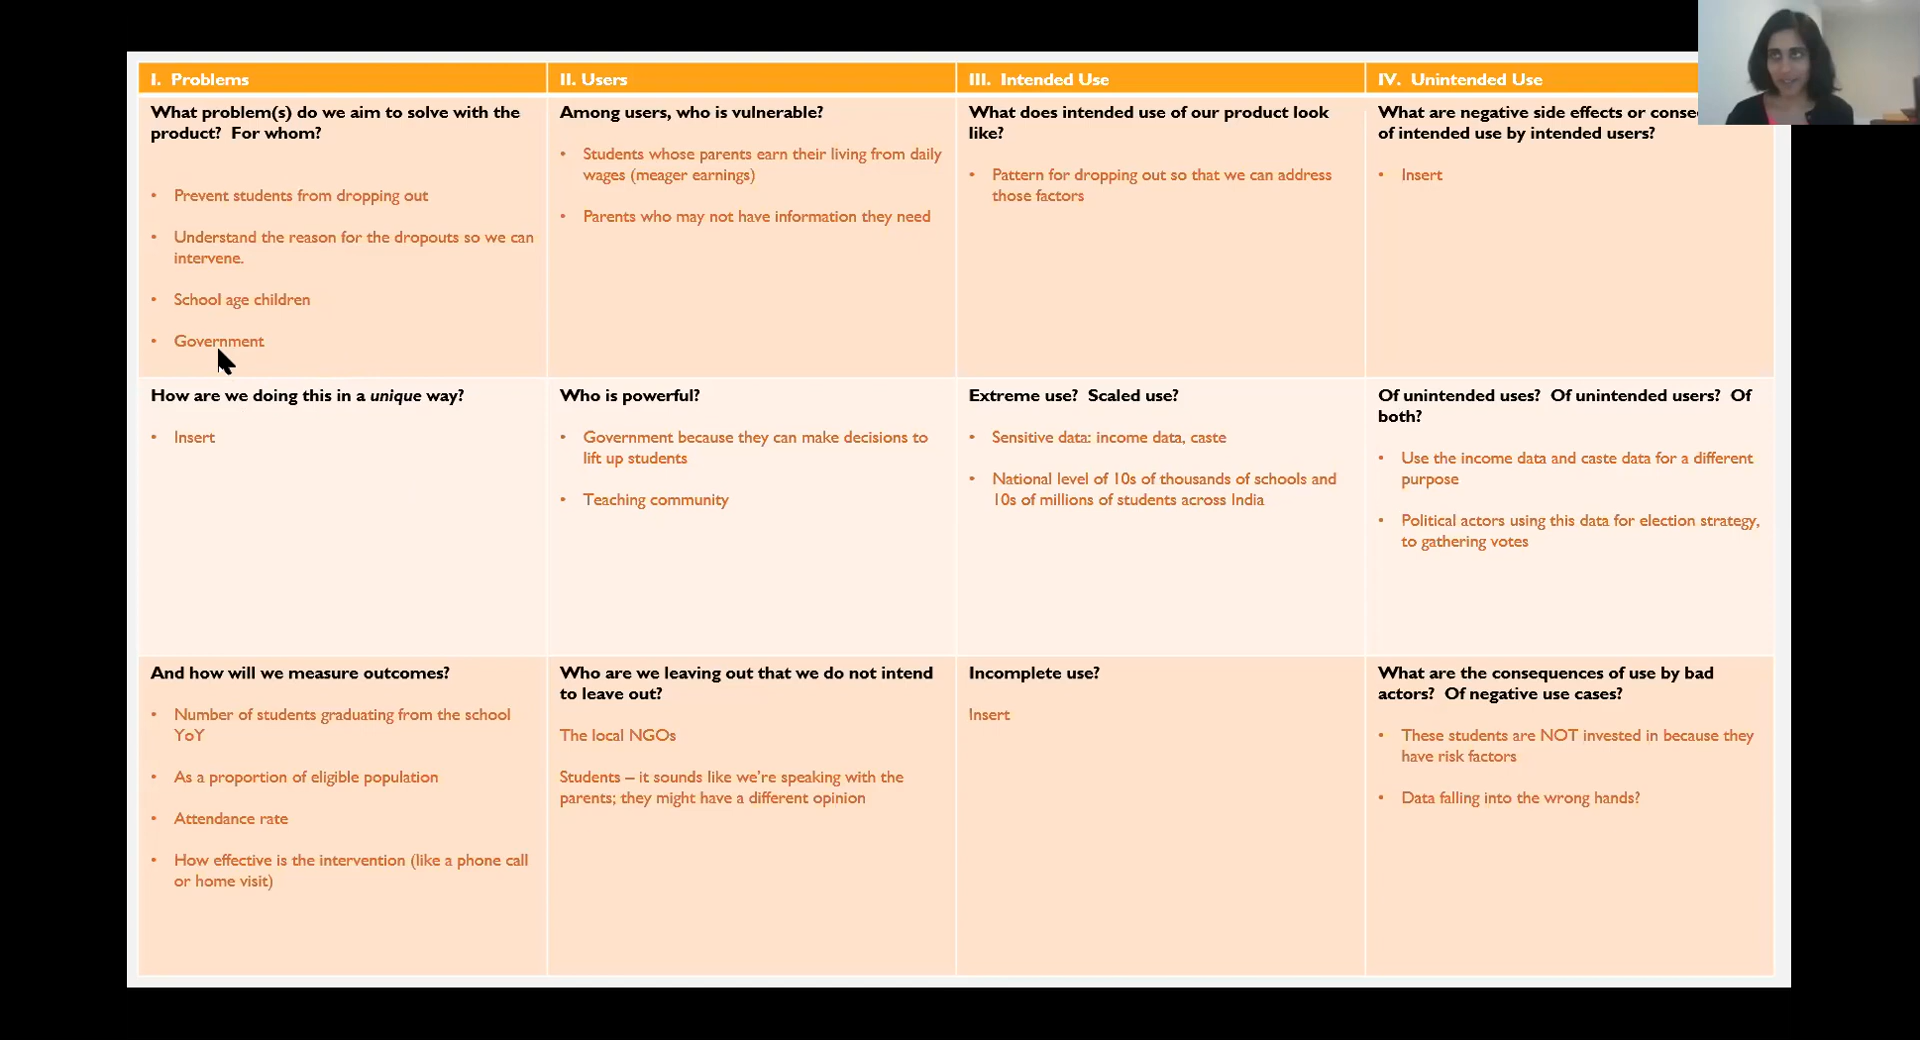 I. Problems
What problem(s) do we aim to solve with the
product? For whom?
• Prevent students from dropping out
• Understand the reason for the dropouts so we can
intervene.
• School age children
• Government
How are we doing this in a unique way?
• Insert
And how will we measure outcomes?
• Number of students graduating from the school
YoY
• As a proportion of eligible population
• Attendance rate
• How effective is the intervention (like a phone call
or home visit)
II. Users
Among users, who is vulnerable?
• Students whose parents earn their living from daily
wages (meager earnings)
• Parents who may not have information they need
Who is powerful?
• Government because they can make decisions to
lift up students
• Teaching community
Who are we leaving out that we do not intend
to leave out?
The local NGOs
Students – it sounds like we're speaking with the
parents; they might have a different opinion
III. Intended Use
What does intended use of our product look
like?
• Pattern for dropping out so that we can address
those factors
Extreme use? Scaled use?
• Sensitive data: income data, caste
• National level of 10s of thousands of schools and
10s of millions of students across India
Incomplete use?
Insert
IV. Unintended Use
What are negative side effects or
of intended use by intended users?
• Insert
Of unintended uses? Of unintended users? Of
both?
• Use the income data and caste data for a different
purpose
• Political actors using this data for election strategy,
to gathering votes
What are the consequences of use by bad
actors? Of negative use cases?
• These students are NOT invested in because they
have risk factors
• Data falling into the wrong hands?